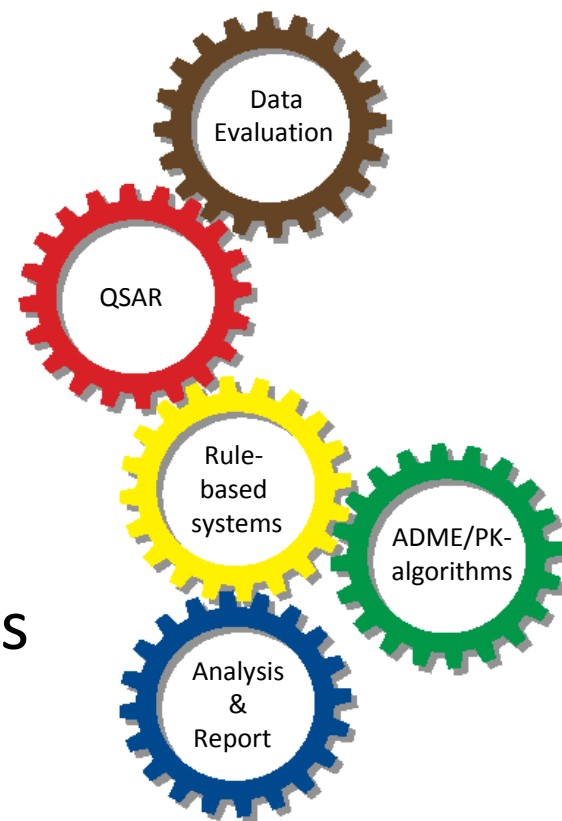 Data
Evaluation
QSAR
Rule-
based
systems
ADME/PK-
algorithms
s
Analysis
&
Report